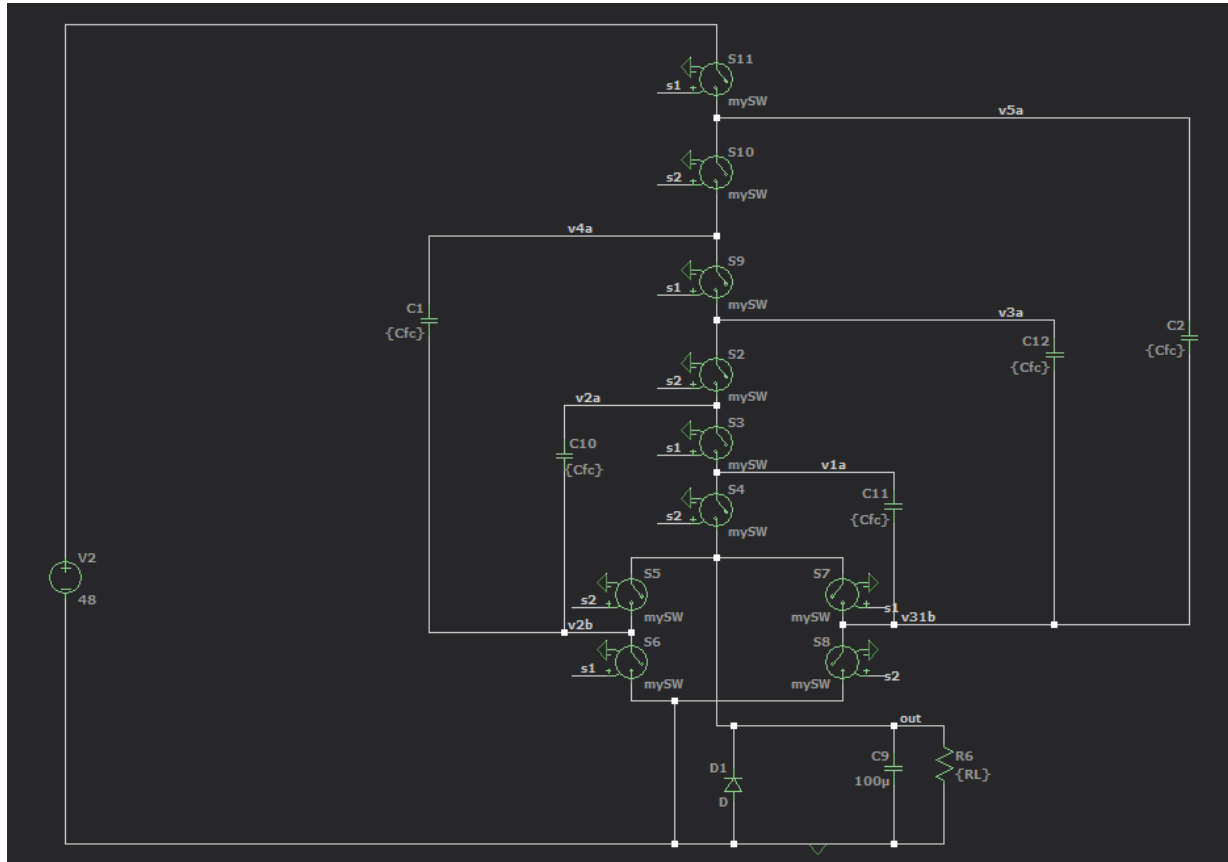 S11
s1
mySW
v5a
S10
s2
mySW
v4a
S9
s1
mySW
C1
{Cfc}
v3a
C12
{Cfc}
C2
{Cfc}
S2
s2
mySW
v2a
C10
{Cfc}
S3
s1
mySW
v1a
C11
{Cfc}
S4
s2
mySW
V2
48
S5
s2
mySW
S7
s1
mySW
v2b
v31b
S6
s1
mySW
S8
s2
mySW
out
D1
D
C9
100µ
R6
{RL}